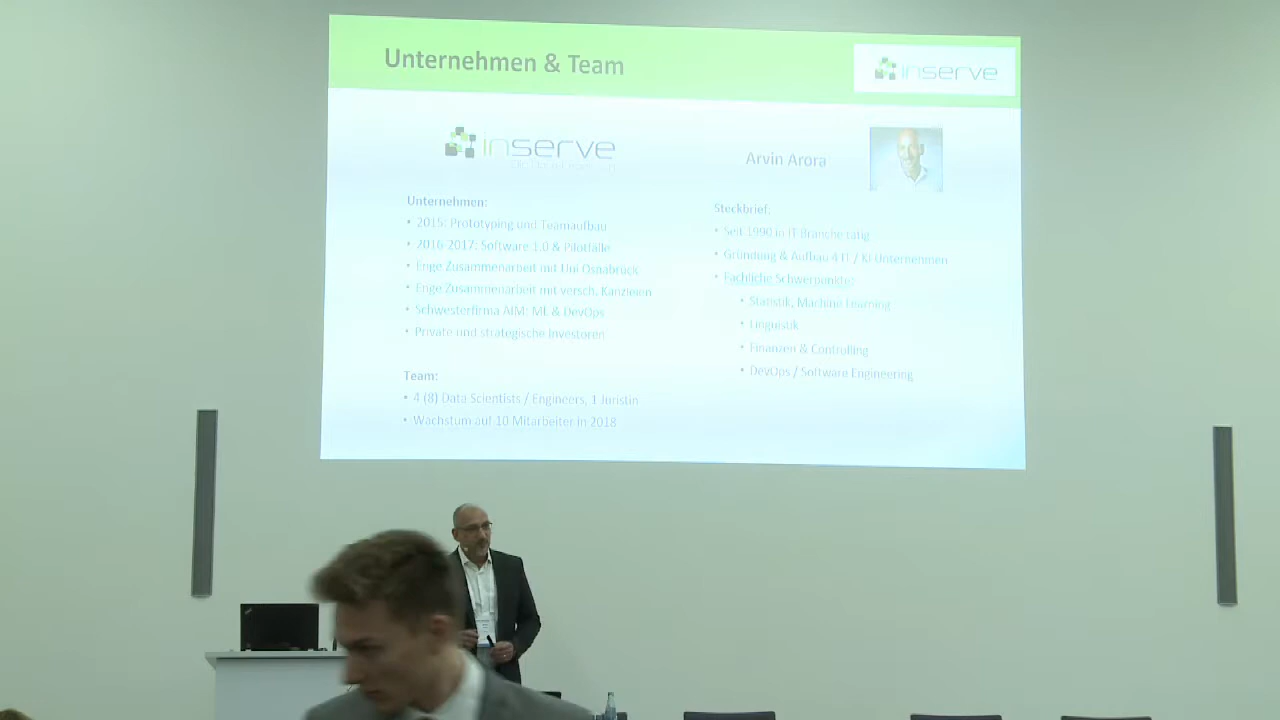 Unternehmen & Team
inserve
inserve
Arvin Arora
Unternehmen:
• 2015: Prototyping und Teamaufbau
• 2016-2017: Software 1.0 & Pilotfälle
• Enge Zusammenarbeit mit Uni Osnabrück
• Enge Zusammenarbeit mit versch. Kanzleien
• Schwesterfirma AIM: ML & DevOps
• Private und strategische Investoren
Team:
• 4 (8) Data Scientists / Engineers, 1 Juristin
• Wachstum auf 10 Mitarbeiter in 2018
Steckbrief:
• Seit 1990 in IT Branche tätig
• Gründung & Aufbau 4 IT / KI Unternehmen
• Fachliche Schwerpunkte:
• Statistik, Machine Learning
• Linguistik
• Finanzen & Controlling
• DevOps / Software Engineering